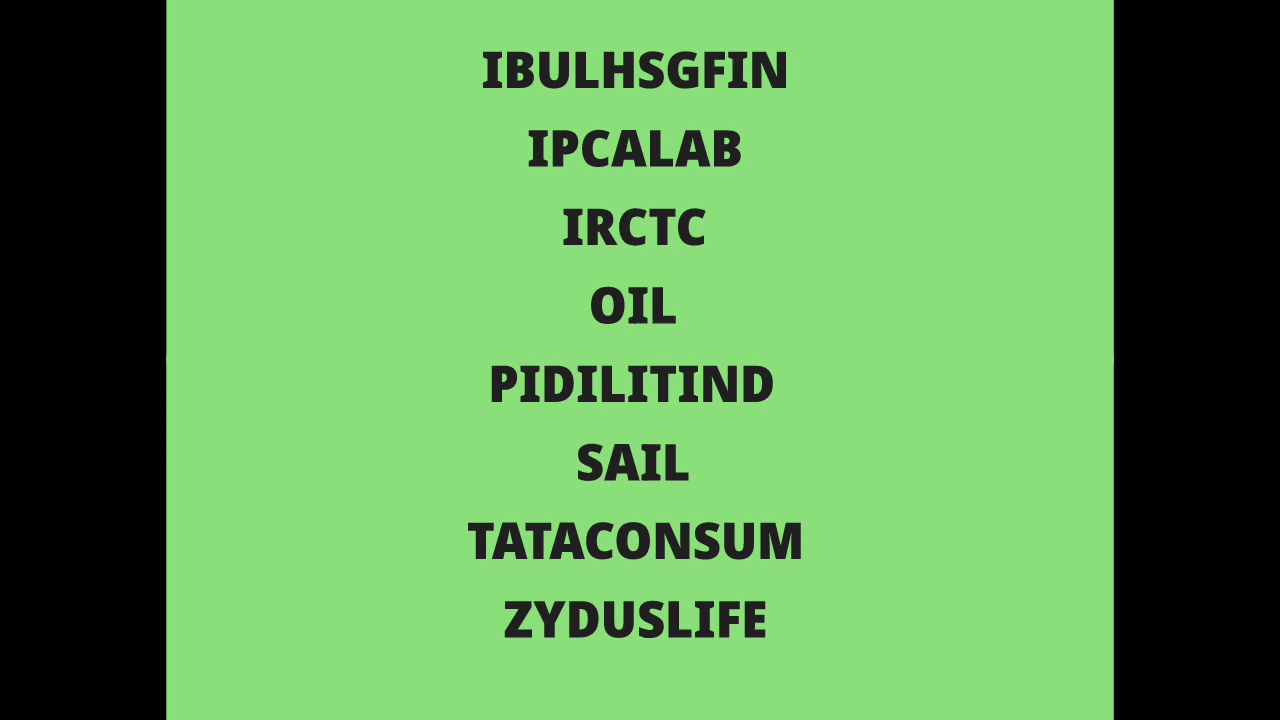 IBULHSGFIN
IPCALAB
IRCTC
OIL
PIDILITIND
SAIL
TATACONSUM
ZYDUSLIFE